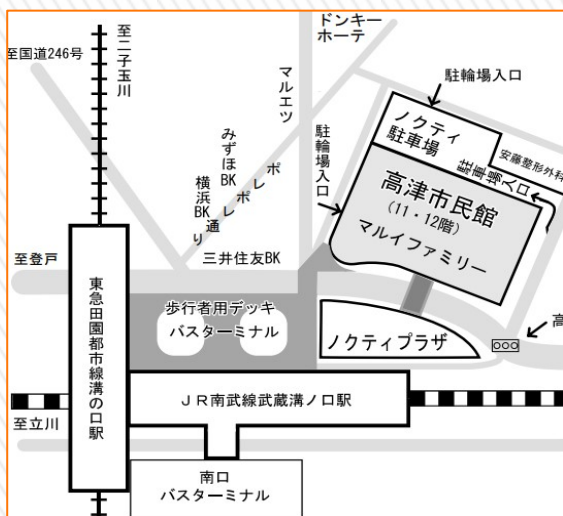 ドンキー
ホーテ
至国道246号
至二子玉川
マルエツ
駐輪場入口
ノクティ
駐車場
安藤整形外科
駐車場入口
駐輪場入口
みずほBK
横浜BK
ポレポレ通り
高津市民館
(11・12階)
マルイファミリー
三井住友BK
至登戸
歩行者用デッキ
バスターミナル
ノクティプラザ
高
東急田園都市線溝の口駅
JR南武線武蔵溝ノ口駅
至立川
南口
バスターミナル